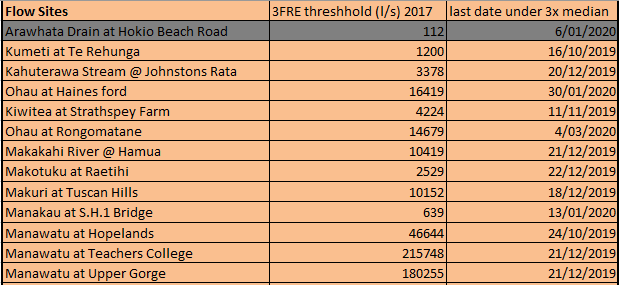 Flow Sites 3FRE threshhold (l/s) 2017 last date under 3x median
Arawhata Drain at Hokio Beach Road 112 6/01/2020
Kumeti at Te Rehunga 1200 16/10/2019
Kahuterawa Stream @ Johnstons Rata 3378 20/12/2019
Ohau at Haines ford 16419 30/01/2020
Kiwitea at Strathspey Farm 4224 11/11/2019
Ohau at Rongomatane 14679 4/03/2020
Makakahi River @ Hamua 10419 21/12/2019
Makotuku at Raetihi 2529 22/12/2019
Makuri at Tuscan Hills 10152 18/12/2019
Manakau at S.H.1 Bridge 639 13/01/2020
Manawatu at Hopelands 46644 24/10/2019
Manawatu at Teachers College 215748 21/12/2019
Manawatu at Upper Gorge 180255 21/12/2019